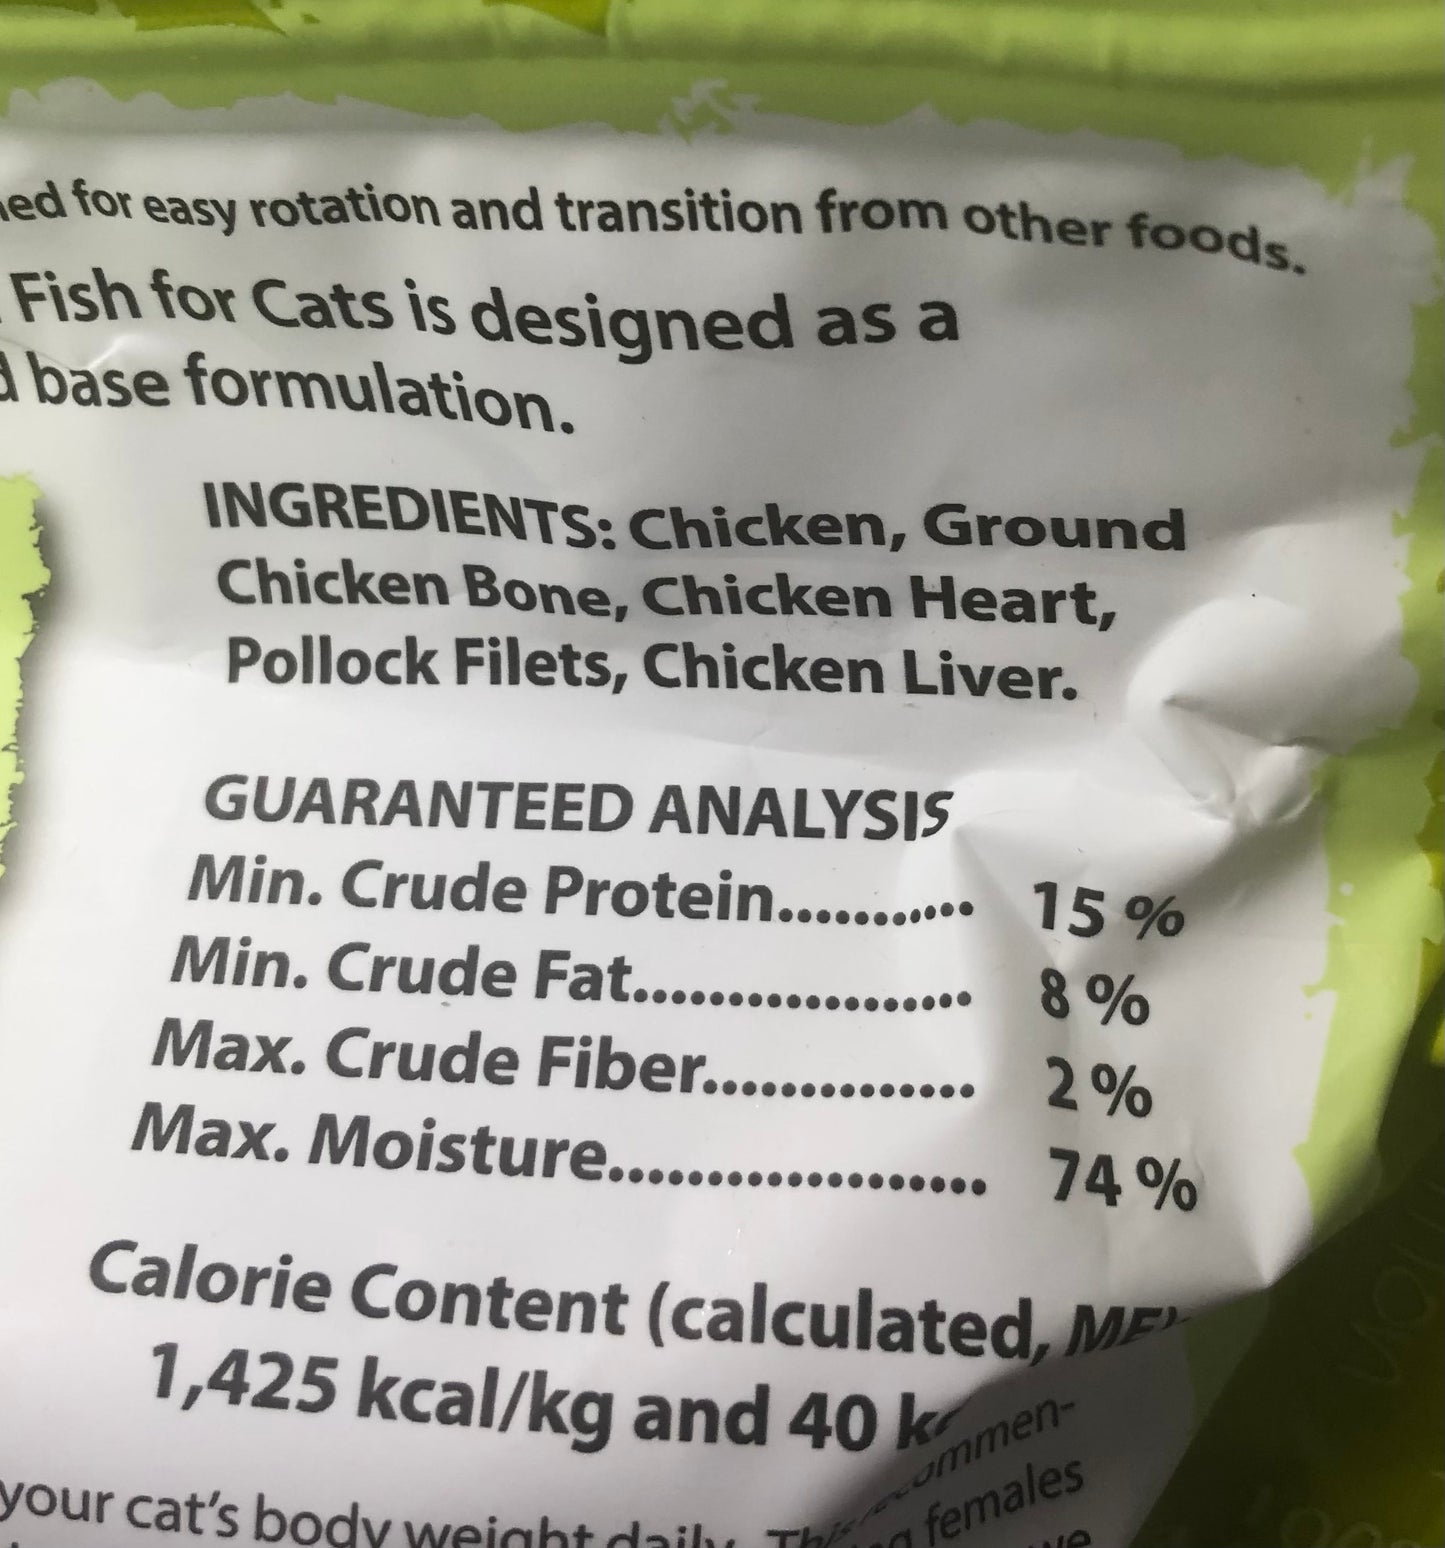 for easy rotation and transition from other foods.
Fish for Cats is designed as a
base formulation.
INGREDIENTS: Chicken, Ground
Chicken Bone, Chicken Heart,
Pollock Filets, Chicken Liver.
GUARANTEED ANALYSIS
Min. Crude Protein........... 15 %
Min. Crude Fat................... 8 %
Max. Crude Fiber............... 2 %
Max. Moisture.................... 74 %
Calorie Content (calculated, ME)
1,425 kcal/kg and 40
your cat's body weight daily. This
females